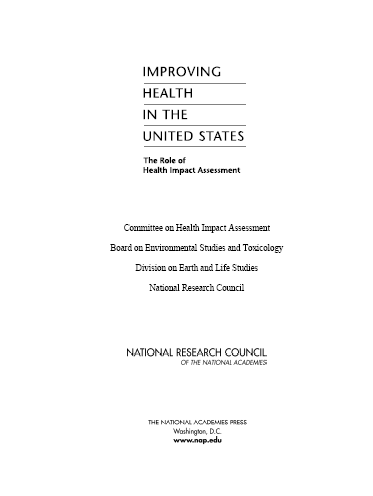 IMPROVING
HEALTH
IN THE
UNITED STATES
The Role of
Health Impact Assessment
Committee on Health Impact Assessment
Board on Environmental Studies and Toxicology
Division on Earth and Life Studies
National Research Council
NATIONAL RESEARCH COUNCIL
OF THE NATIONAL ACADEMIES
THE NATIONAL ACADEMIES PRESS
Washington, D.C.
www.nap.edu